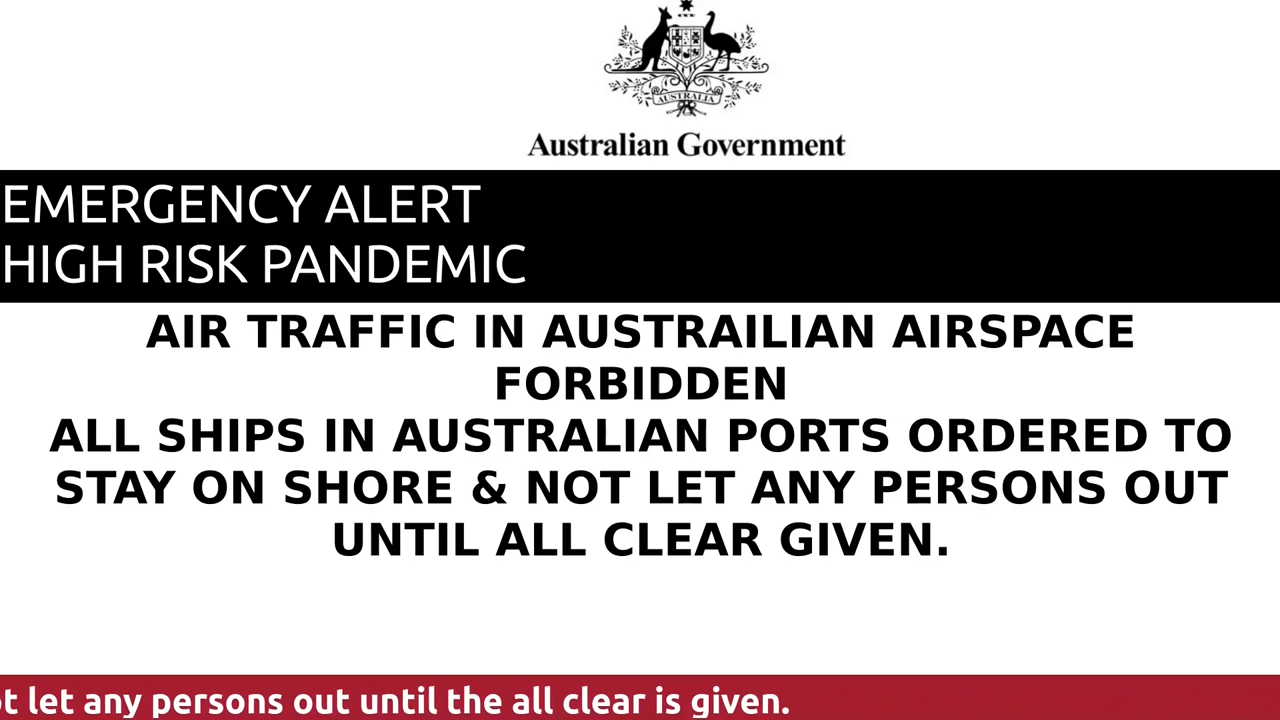 AUSTRALIA
Australian Government
EMERGENCY ALERT
HIGH RISK PANDEMIC
AIR TRAFFIC IN AUSTRAILIAN AIRSPACE
FORBIDDEN
ALL SHIPS IN AUSTRALIAN PORTS ORDERED TO
STAY ON SHORE & NOT LET ANY PERSONS OUT
UNTIL ALL CLEAR GIVEN.
t let any persons out until the all clear is given.